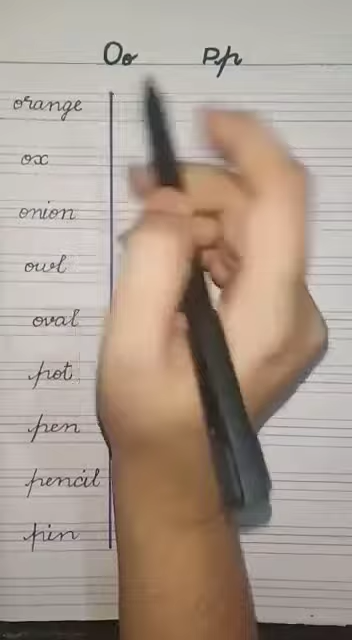 Oo Pp
orange
ox
onion
owl
oval
pot
pen
pencil
pin